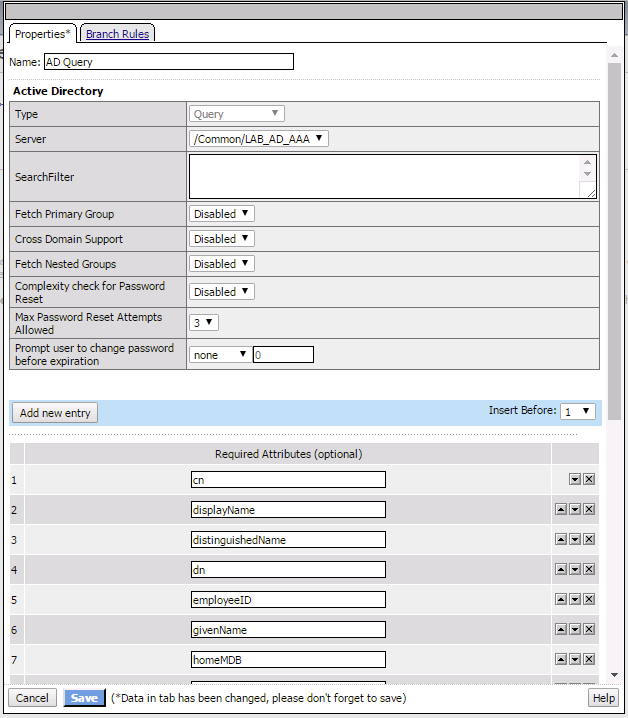 Properties* Branch Rules
Name: AD Query
Active Directory
Type Query
Server /Common/LAB_AD_AAA
SearchFilter
Fetch Primary Group Disabled
Cross Domain Support Disabled
Fetch Nested Groups Disabled
Complexity check for Password
Reset Disabled
Max Password Reset Attempts
Allowed 3
Prompt user to change password
before expiration none 0
Add new entry Insert Before: 1
Required Attributes (optional)
1 cn
2 displayName
3 distinguishedName
4 dn
5 employeeID
6 givenName
7 homeMDB
Cancel Save (*Data in tab has been changed, please don't forget to save) Help